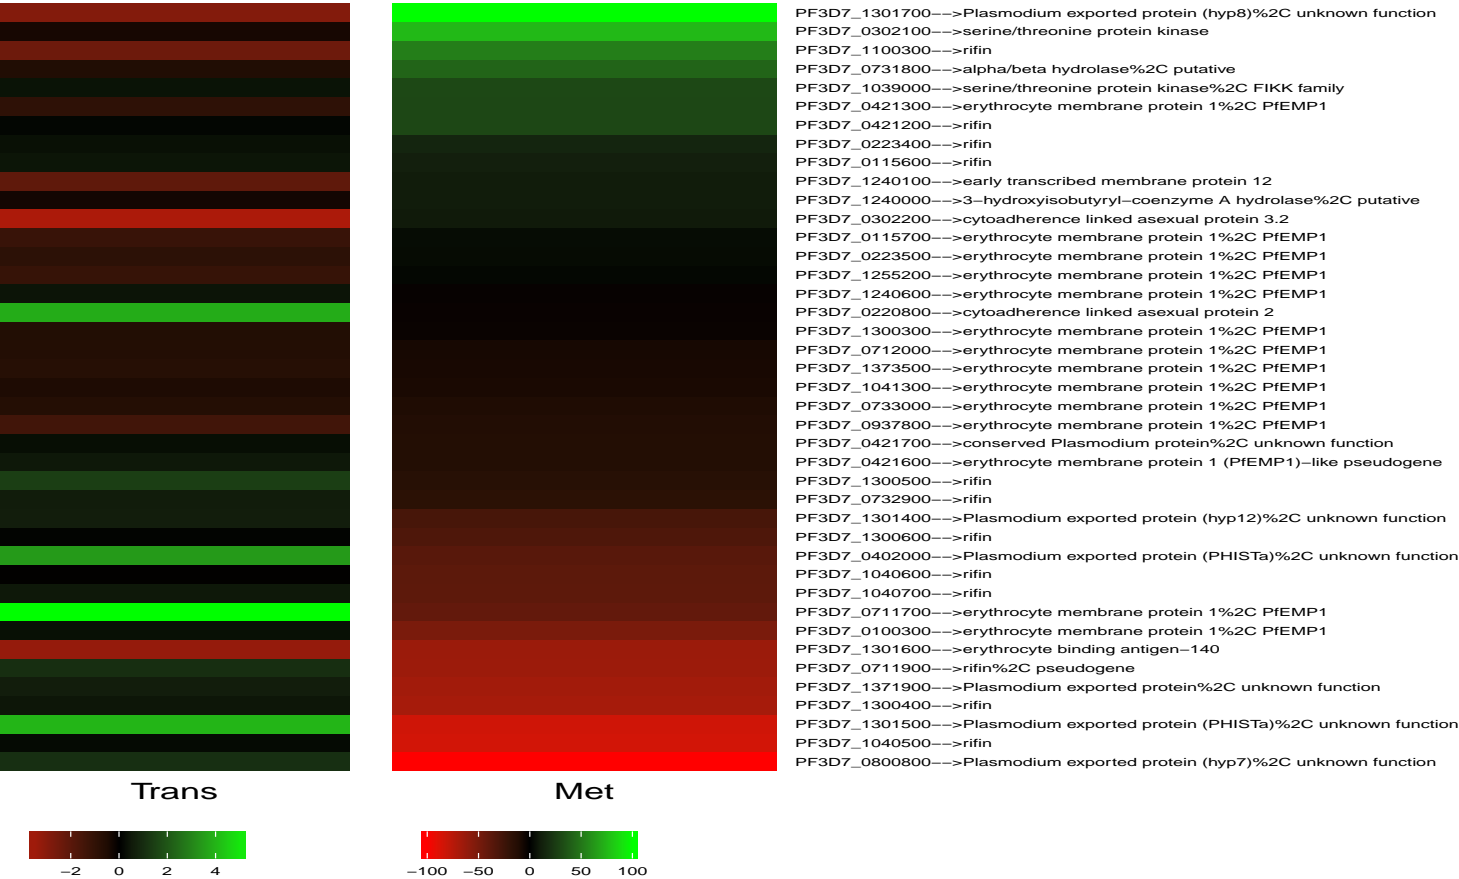 PF3D7_1301700−−>Plasmodium exported protein (hyp8)%2C unknown function
PF3D7_0302100−−>serine/threonine protein kinase
PF3D7_1100300−−>rifin
PF3D7_0731800−−>alpha/beta hydrolase%2C putative
PF3D7_1039000−−>serine/threonine protein kinase%2C FIKK family
PF3D7_0421300−−>erythrocyte membrane protein 1%2C PfEMP1
PF3D7_0421200−−>rifin
PF3D7_0223400−−>rifin
PF3D7_0115600−−>rifin
PF3D7_1240100−−>early transcribed membrane protein 12
PF3D7_1240000−−>3−hydroxyisobutyryl−coenzyme A hydrolase%2C putative
PF3D7_0302200−−>cytoadherence linked asexual protein 3.2
PF3D7_0115700−−>erythrocyte membrane protein 1%2C PfEMP1
PF3D7_0223500−−>erythrocyte membrane protein 1%2C PfEMP1
PF3D7_1255200−−>erythrocyte membrane protein 1%2C PfEMP1
PF3D7_1240600−−>erythrocyte membrane protein 1%2C PfEMP1
PF3D7_0220800−−>cytoadherence linked asexual protein 2
PF3D7_1300300−−>erythrocyte membrane protein 1%2C PfEMP1
PF3D7_0712000−−>erythrocyte membrane protein 1%2C PfEMP1
PF3D7_1373500−−>erythrocyte membrane protein 1%2C PfEMP1
PF3D7_1041300−−>erythrocyte membrane protein 1%2C PfEMP1
PF3D7_0733000−−>erythrocyte membrane protein 1%2C PfEMP1
PF3D7_0937800−−>erythrocyte membrane protein 1%2C PfEMP1
PF3D7_0421700−−>conserved Plasmodium protein%2C unknown function
PF3D7_0421600−−>erythrocyte membrane protein 1 (PfEMP1)−like pseudogene
PF3D7_1300500−−>rifin
PF3D7_0732900−−>rifin
PF3D7_1301400−−>Plasmodium exported protein (hyp12)%2C unknown function
PF3D7_1300600−−>rifin
PF3D7_0402000−−>Plasmodium exported protein (PHISTa)%2C unknown function
PF3D7_1040600−−>rifin
PF3D7_1040700−−>rifin
PF3D7_0711700−−>erythrocyte membrane protein 1%2C PfEMP1
PF3D7_0100300−−>erythrocyte membrane protein 1%2C PfEMP1
PF3D7_1301600−−>erythrocyte binding antigen−140
PF3D7_0711900−−>rifin%2C pseudogene
PF3D7_1371900−−>Plasmodium exported protein%2C unknown function
PF3D7_1300400−−>rifin
PF3D7_1301500−−>Plasmodium exported protein (PHISTa)%2C unknown function
PF3D7_1040500−−>rifin
PF3D7_0800800−−>Plasmodium exported protein (hyp7)%2C unknown function
Trans Met
−2 0 2 4 −100 −50 0 50 100